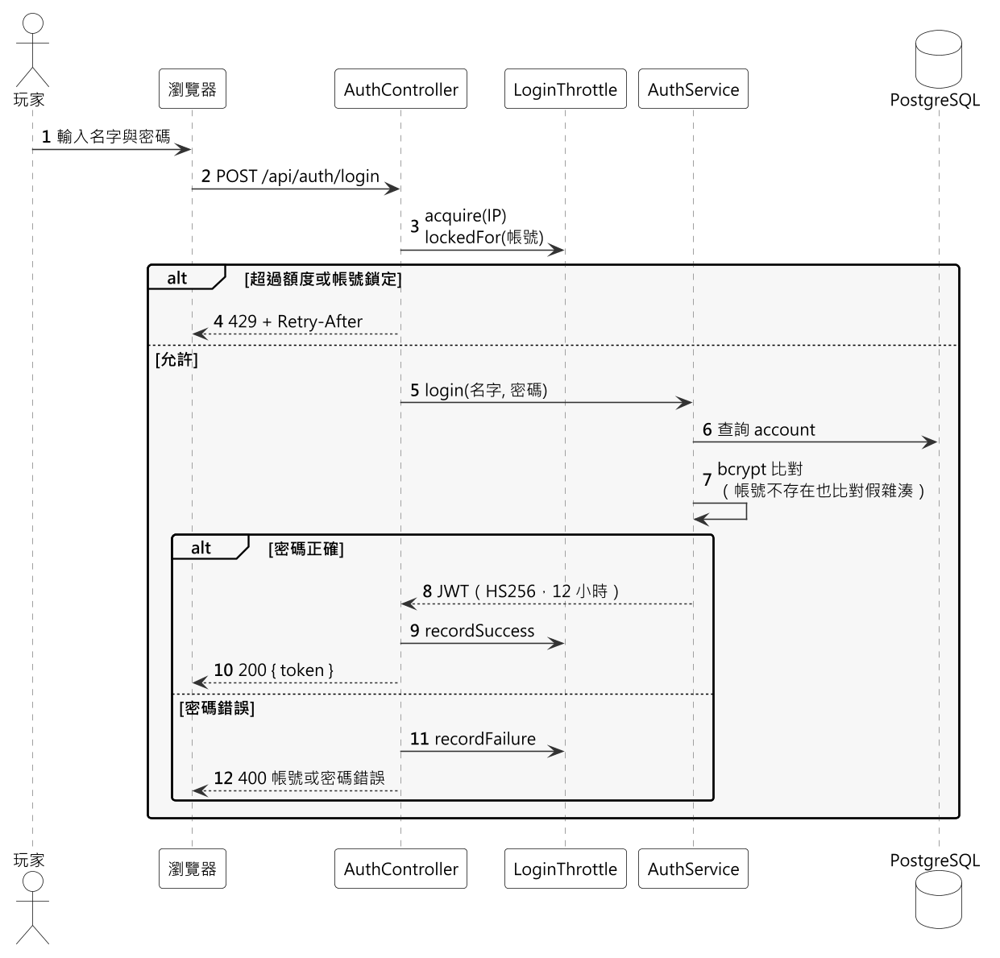 玩家
瀏覽器
AuthController
LoginThrottle
AuthService
PostgreSQL
1 輸入名字與密碼
2 POST /api/auth/login
3 acquire(IP)
lockedFor(帳號)
alt [超過額度或帳號鎖定]
4 429 + Retry-After
[允許]
5 login(名字, 密碼)
6 查詢 account
7 bcrypt 比對
（帳號不存在也比對假雜湊）
alt [密碼正確]
8 JWT（HS256．12 小時）
9 recordSuccess
10 200 { token }
[密碼錯誤]
11 recordFailure
12 400 帳號或密碼錯誤
玩家
瀏覽器
AuthController
LoginThrottle
AuthService
PostgreSQL